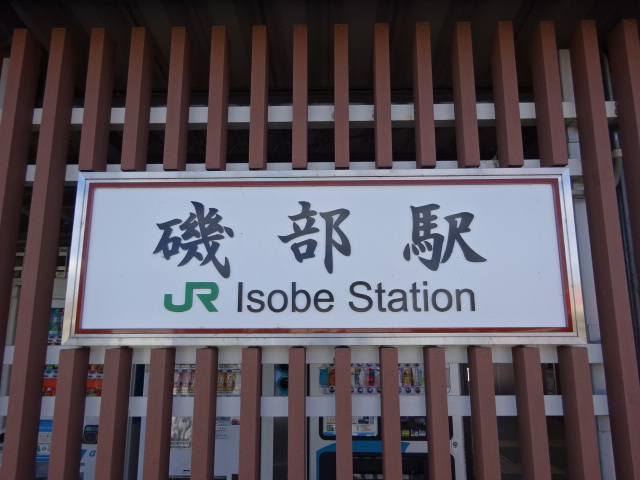 磯部駅
JR Isobe Station